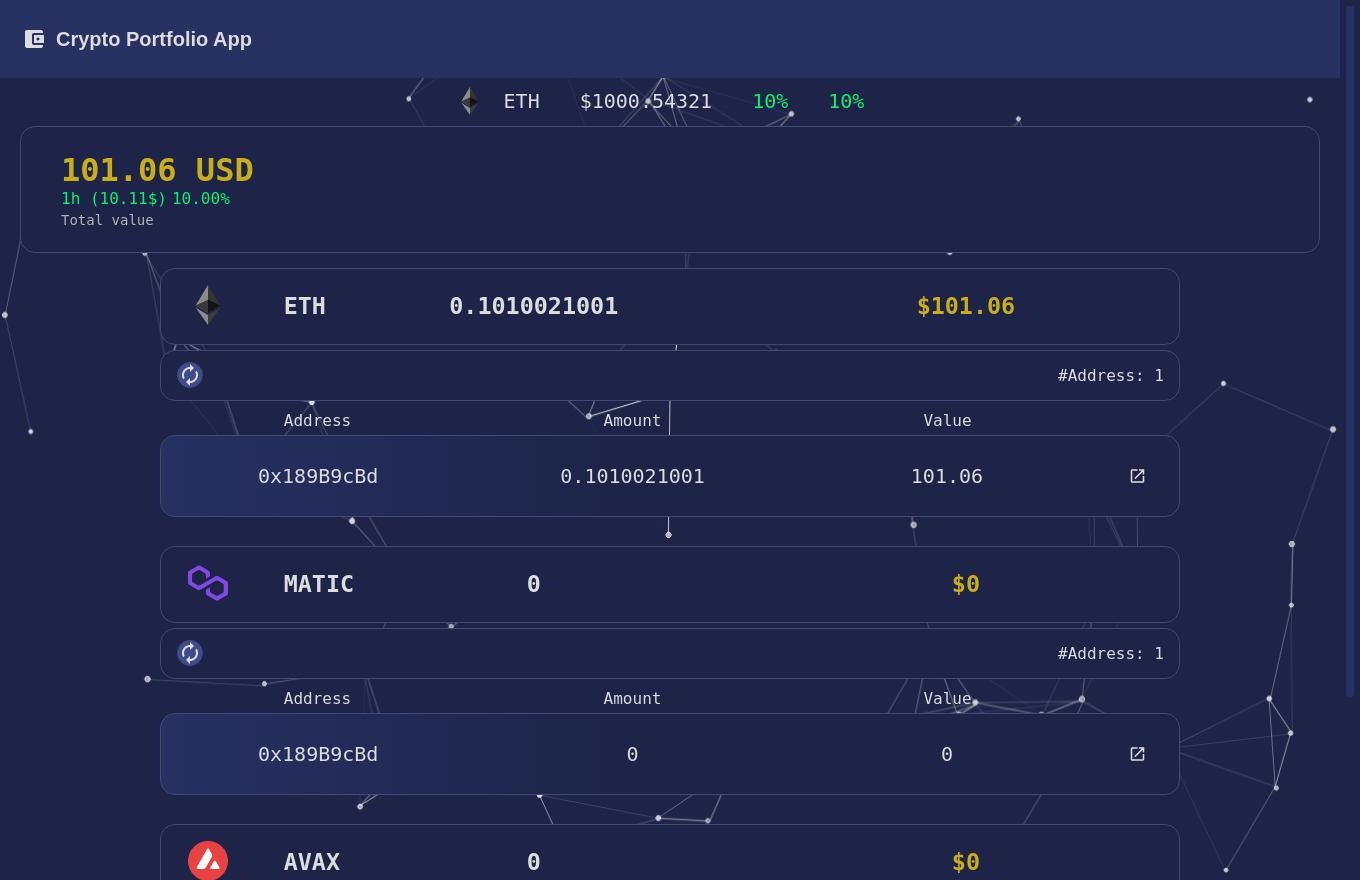 Crypto Portfolio App
ETH $1000.54321 10% 10%
101.06 USD
1h (10.11$) 10.00%
Total value
ETH 0.1010021001 $101.06
#Address: 1
Address Amount Value
0x189B9cBd 0.1010021001 101.06
MATIC 0 $0
#Address: 1
Address Amount Value
0x189B9cBd 0 0
AVAX 0 $0